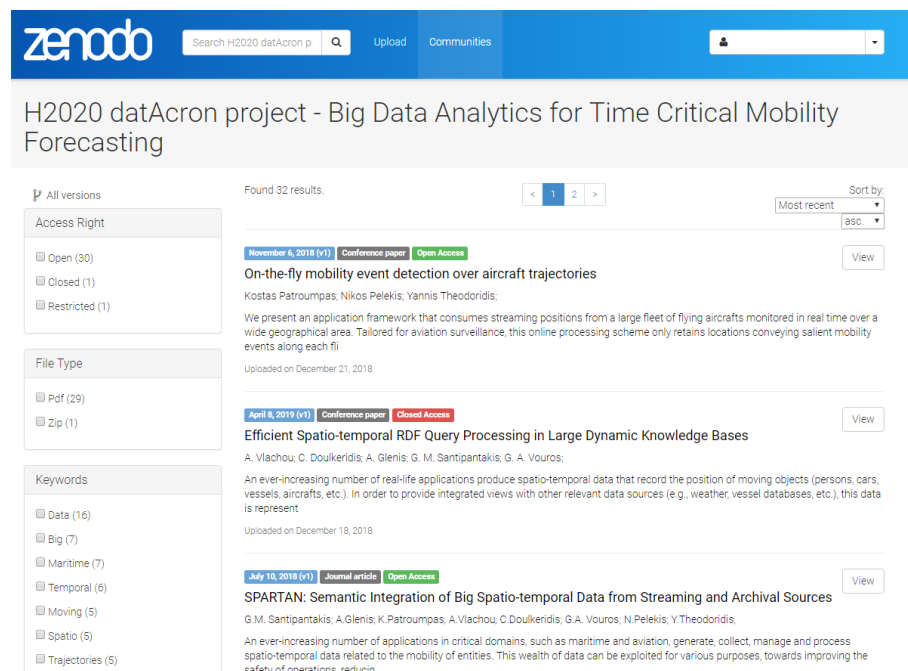 zenodo
Search H2020 datAcron p
Upload
Communities
H2020 datAcron project - Big Data Analytics for Time Critical Mobility
Forecasting
All versions
Access Right
Open (30)
Closed (1)
Restricted (1)
File Type
Pdf (29)
Zip (1)
Keywords
Data (16)
Big (7)
Maritime (7)
Temporal (6)
Moving (5)
Spatio (5)
Trajectories (5)
Found 32 results.
< 1 2 >
Sort by:
Most recent
asc.
November 6, 2018 (v1) Conference paper Open Access
View
On-the-fly mobility event detection over aircraft trajectories
Kostas Patroumpas; Nikos Pelekis; Yannis Theodoridis;
We present an application framework that consumes streaming positions from a large fleet of flying aircrafts monitored in real time over a
wide geographical area. Tailored for aviation surveillance, this online processing scheme only retains locations conveying salient mobility
events along each fli
Uploaded on December 21, 2018
April 8, 2019 (v1) Conference paper Closed Access
View
Efficient Spatio-temporal RDF Query Processing in Large Dynamic Knowledge Bases
A. Vlachou; C. Doulkeridis; A. Glenis; G. M. Santipantakis; G. A. Vouros;
An ever-increasing number of real-life applications produce spatio-temporal data that record the position of moving objects (persons, cars,
vessels, aircrafts, etc.). In order to provide integrated views with other relevant data sources (e.g., weather, vessel databases, etc.), this data
is represent
Uploaded on December 18, 2018
July 10, 2018 (v1) Journal article Open Access
View
SPARTAN: Semantic Integration of Big Spatio-temporal Data from Streaming and Archival Sources
G.M. Santipantakis; A.Glenis; K.Patroumpas; A.Vlachou; C.Doulkeridis; G.A. Vouros; N.Pelekis; Y.Theodoridis;
An ever-increasing number of applications in critical domains, such as maritime and aviation, generate, collect, manage and process
spatio-temporal data related to the mobility of entities. This wealth of data can be exploited for various purposes, towards improving the
safety of operations, reducin